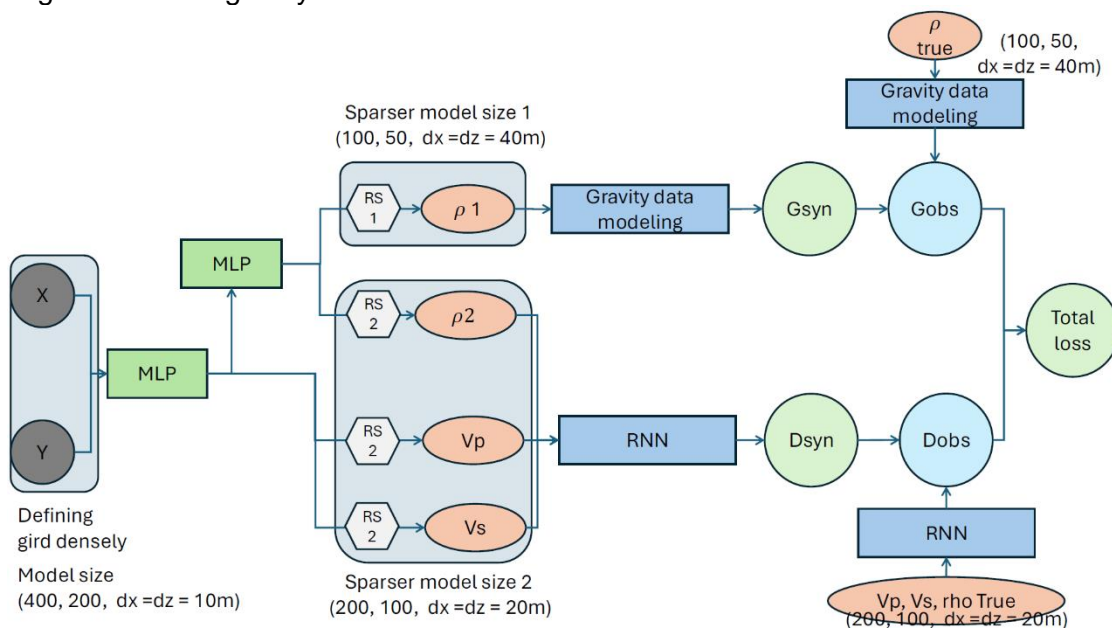 ρ
true
(100, 50,
dx =dz = 40m)
Gravity data
modeling
Sparser model size 1
(100, 50, dx =dz = 40m)
RS
1
ρ 1
Gravity data
modeling
Gsyn
Gobs
MLP
X
RS
2
ρ2
Total
loss
MLP
Y
RS
2
Vp
RNN
Dsyn
Dobs
RS
2
Vs
Defining
gird densely
Model size
(400, 200, dx =dz = 10m)
Sparser model size 2
(200, 100, dx =dz = 20m)
RNN
Vp, Vs, rho True
(200, 100, dx =dz = 20m)